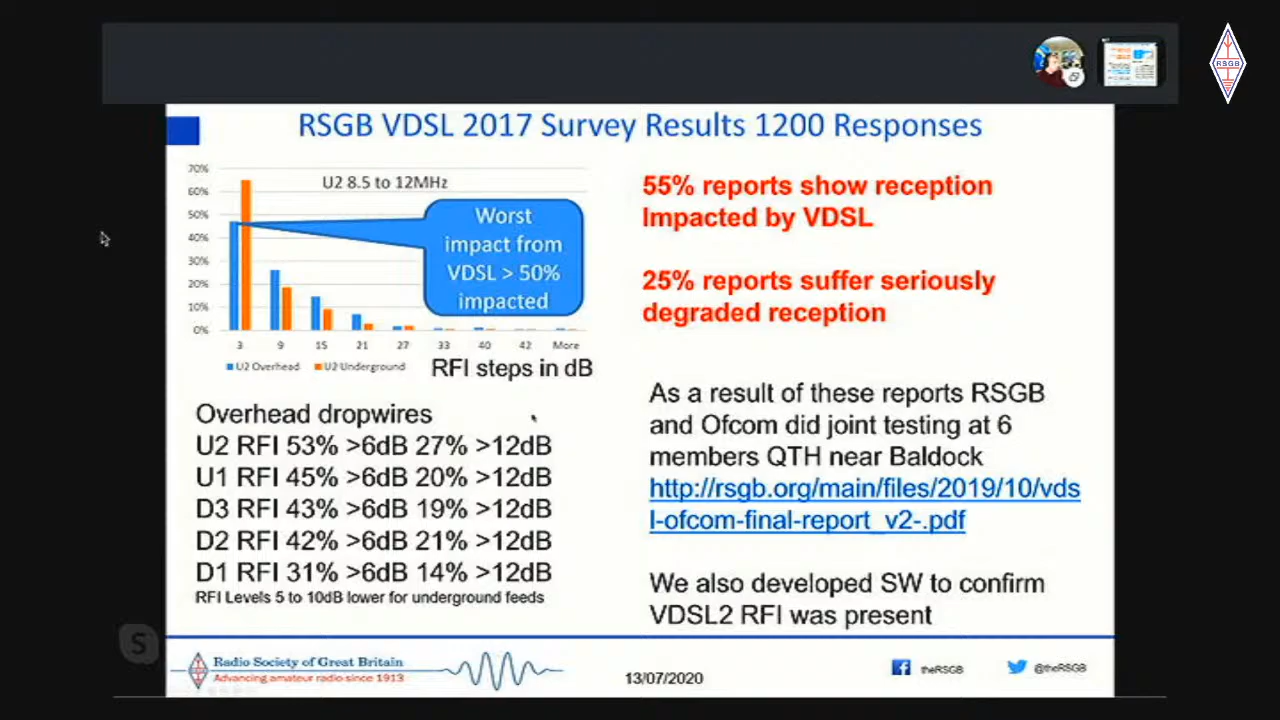 RSGB
RSGB VDSL 2017 Survey Results 1200 Responses
70%
60%
50%
40%
30%
20%
10%
0%
U2 8.5 to 12MHz
Worst
impact from
VDSL > 50%
impacted
3 9 15 21 27 33 40 42 More
U2 Overhead U2 Underground
RFI steps in dB
Overhead dropwires
U2 RFI 53% >6dB 27% >12dB
U1 RFI 45% >6dB 20% >12dB
D3 RFI 43% >6dB 19% >12dB
D2 RFI 42% >6dB 21% >12dB
D1 RFI 31% >6dB 14% >12dB
RFI Levels 5 to 10dB lower for underground feeds
55% reports show reception
Impacted by VDSL
25% reports suffer seriously
degraded reception
As a result of these reports RSGB
and Ofcom did joint testing at 6
members QTH near Baldock
http://rsgb.org/main/files/2019/10/vds
l-ofcom-final-report_v2-.pdf
We also developed SW to confirm
VDSL2 RFI was present
S
Radio Society of Great Britain
Advancing amateur radio since 1913
13/07/2020
theRSGB
@theRSGB